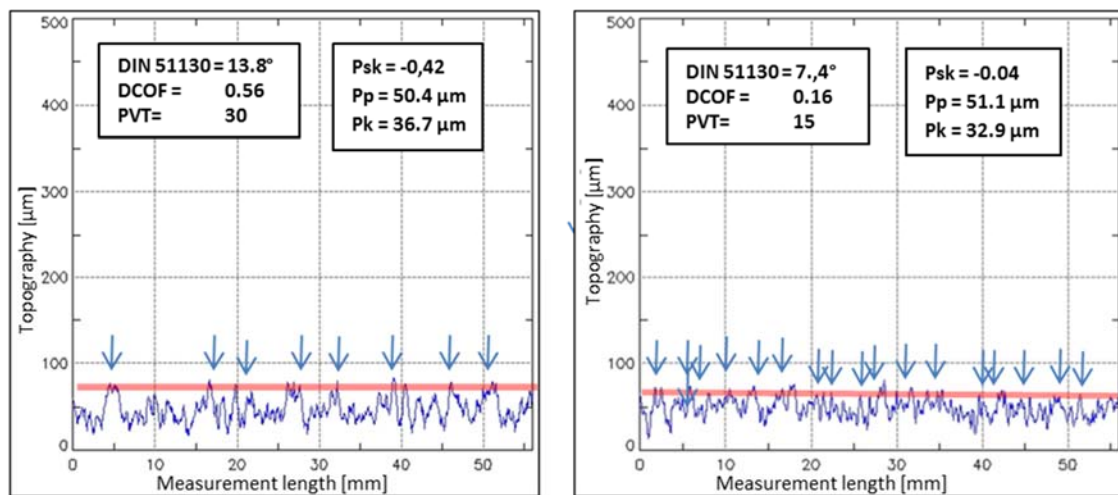 500
DIN 51130 = 13.8°
DCOF = 0.56
PVT= 30
Psk = -0,42
Pp = 50.4 µm
Pk = 36.7 µm
400
300
200
100
0
Topography [µm]
0 10 20 30 40 50
Measurement length [mm]
500
DIN 51130 = 7.,4°
DCOF = 0.16
PVT= 15
Psk = -0.04
Pp = 51.1 µm
Pk = 32.9 µm
400
300
200
100
0
Topography [µm]
0 10 20 30 40 50
Measurement length [mm]